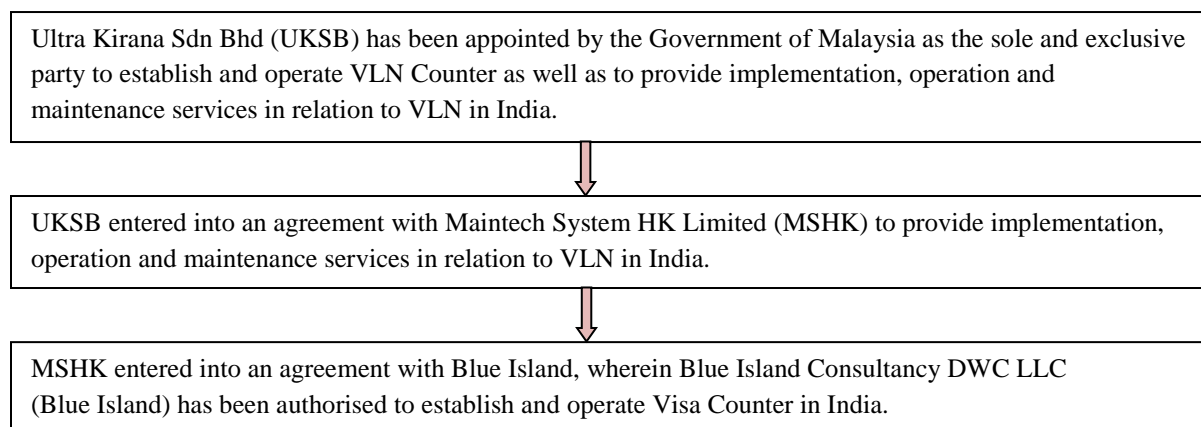 Ultra Kirana Sdn Bhd (UKSB) has been appointed by the Government of Malaysia as the sole and exclusive
party to establish and operate VLN Counter as well as to provide implementation, operation and
maintenance services in relation to VLN in India.
UKSB entered into an agreement with Maintech System HK Limited (MSHK) to provide implementation,
operation and maintenance services in relation to VLN in India.
MSHK entered into an agreement with Blue Island, wherein Blue Island Consultancy DWC LLC
(Blue Island) has been authorised to establish and operate Visa Counter in India.